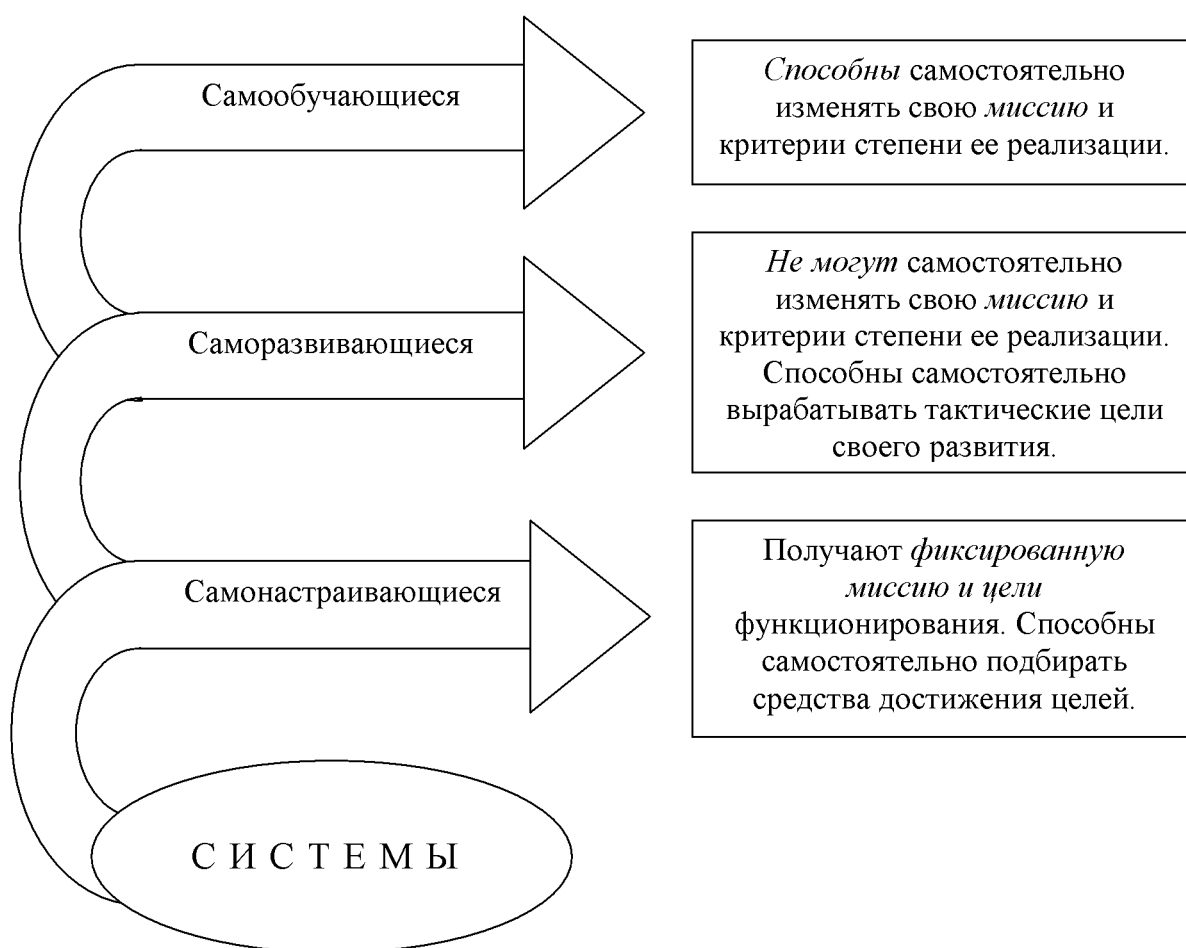 Самообучающиеся
Способны самостоятельно
изменять свою миссию и
критерии степени ее реализации.
Саморазвивающиеся
Не могут самостоятельно
изменять свою миссию и
критерии степени ее реализации.
Способны самостоятельно
вырабатывать тактические цели
своего развития.
Самонастраивающиеся
Получают фиксированную
миссию и цели
функционирования. Способны
самостоятельно подбирать
средства достижения целей.
С И С Т Е М Ы